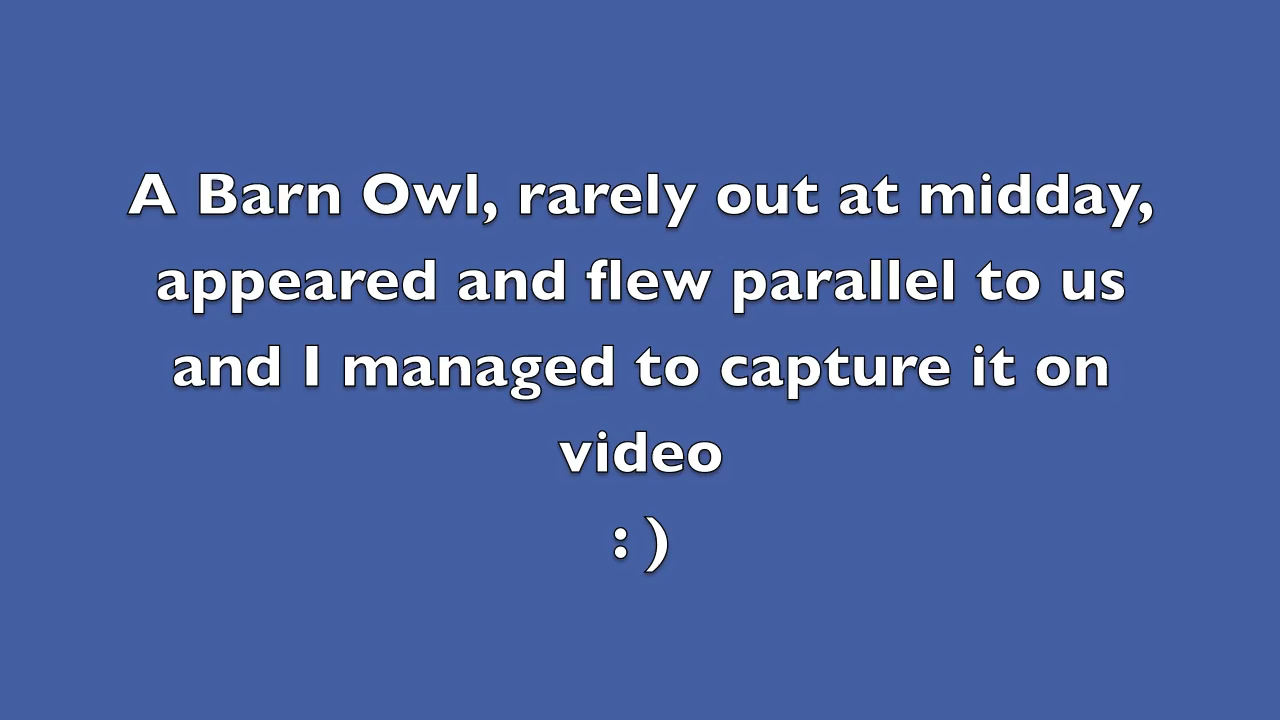 A Barn Owl, rarely out at midday,
appeared and flew parallel to us
and I managed to capture it on
video
: )